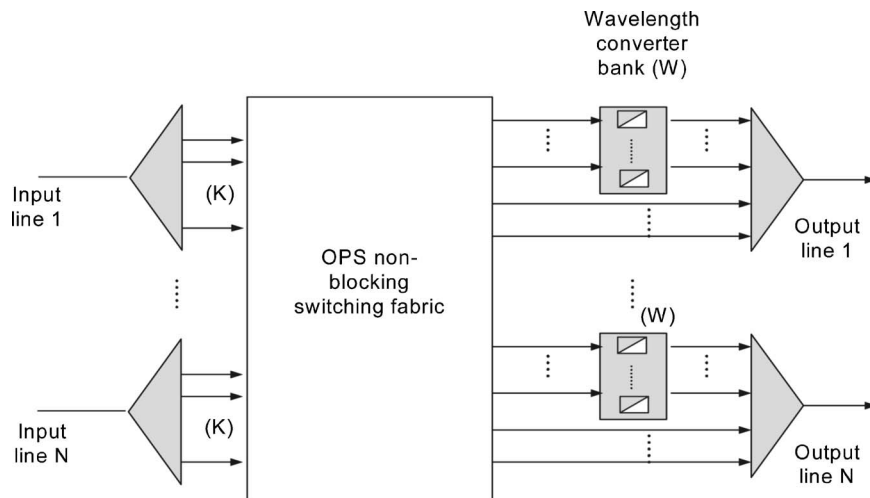 Wavelength
converter
bank (W)
Input
line 1
(K)
OPS non-
blocking
switching fabric
Output
line 1
(W)
Input
line N
(K)
Output
line N